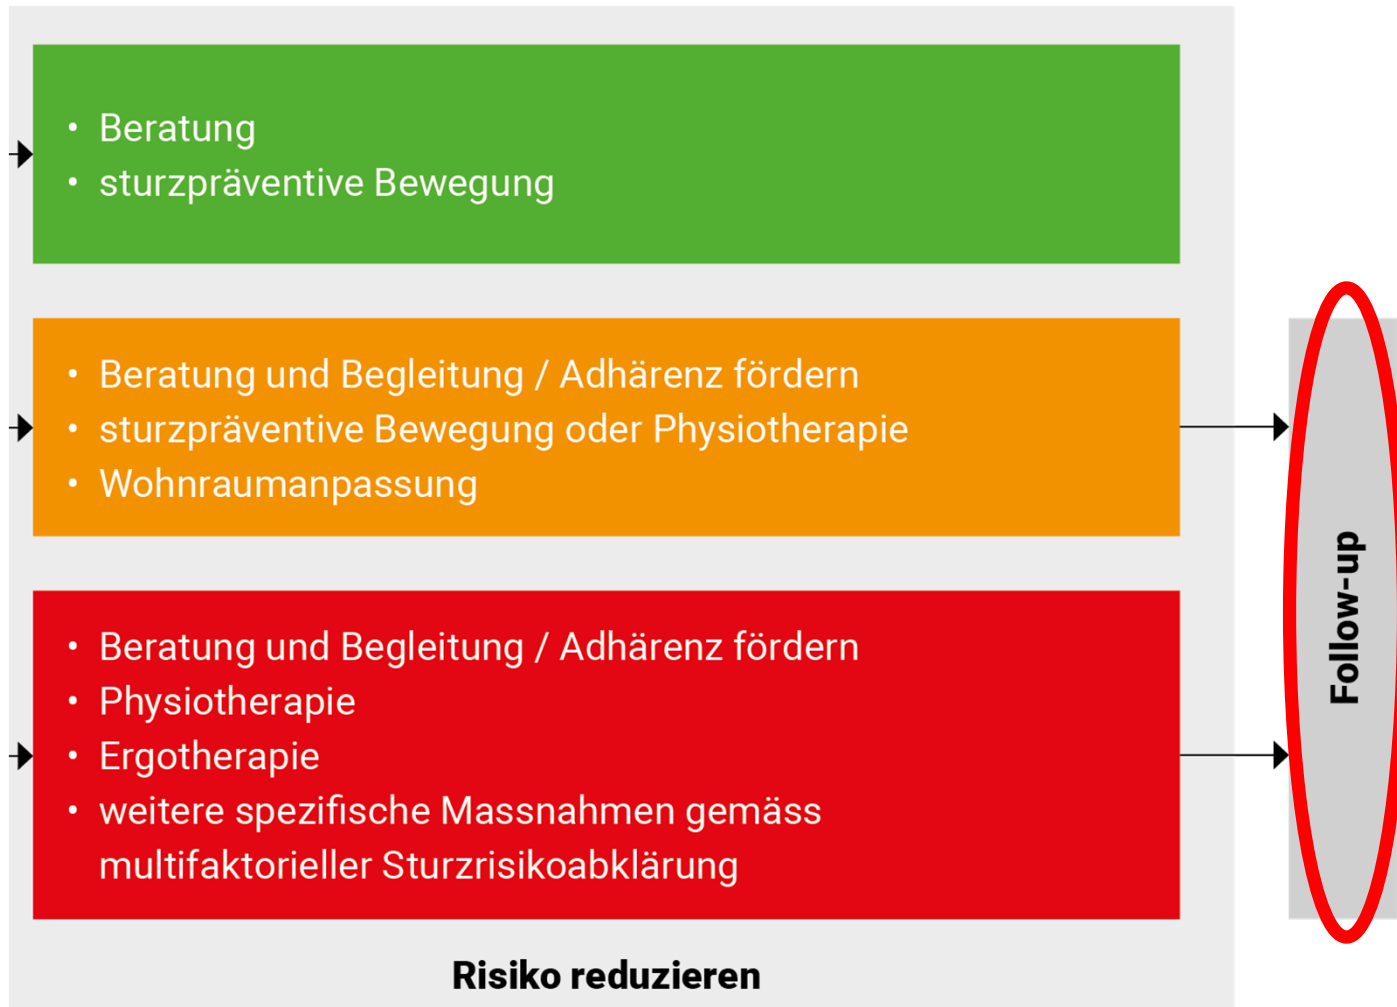 • Beratung
• sturzpräventive Bewegung
• Beratung und Begleitung / Adhärenz fördern
• sturzpräventive Bewegung oder Physiotherapie
• Wohnraumanpassung
• Beratung und Begleitung / Adhärenz fördern
• Physiotherapie
• Ergotherapie
• weitere spezifische Massnahmen gemäss
multifaktorieller Sturzrisikoabklärung
Risiko reduzieren
Follow-up